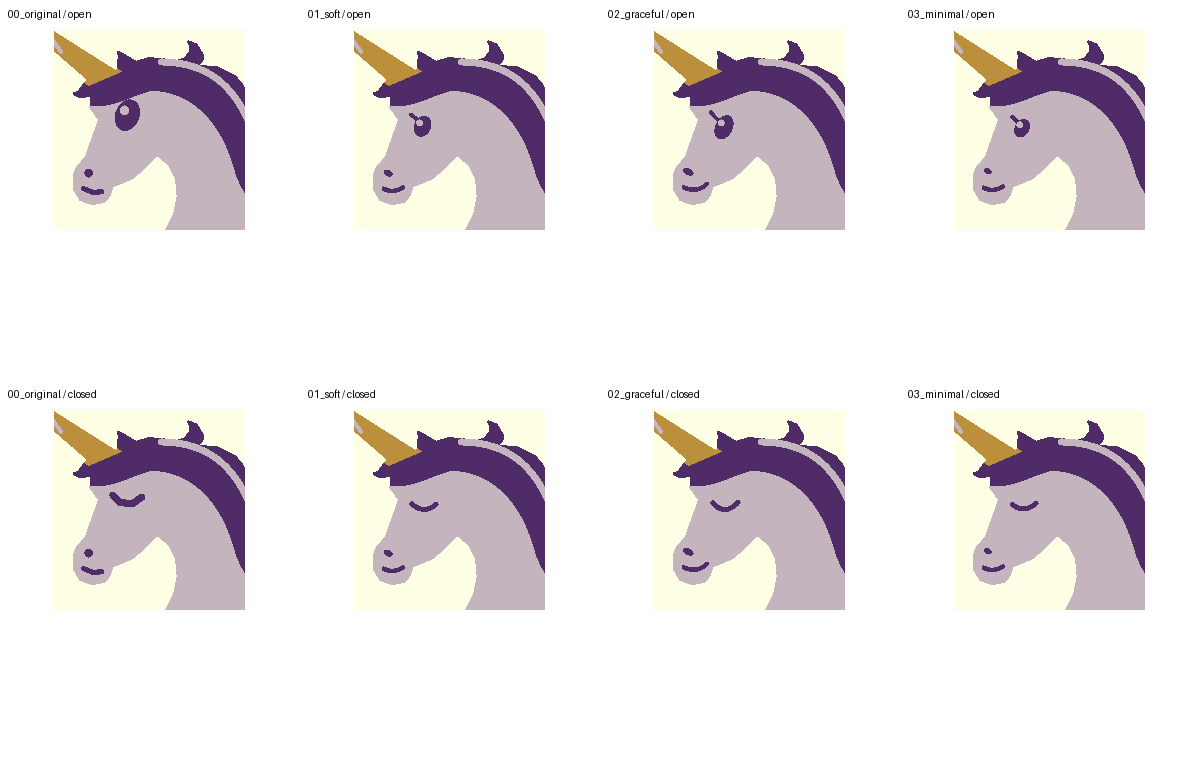 00_original/open
01_soft/open
02_graceful/open
03_minimal/open
00_original/closed
01_soft/closed
02_graceful/closed
03_minimal/closed